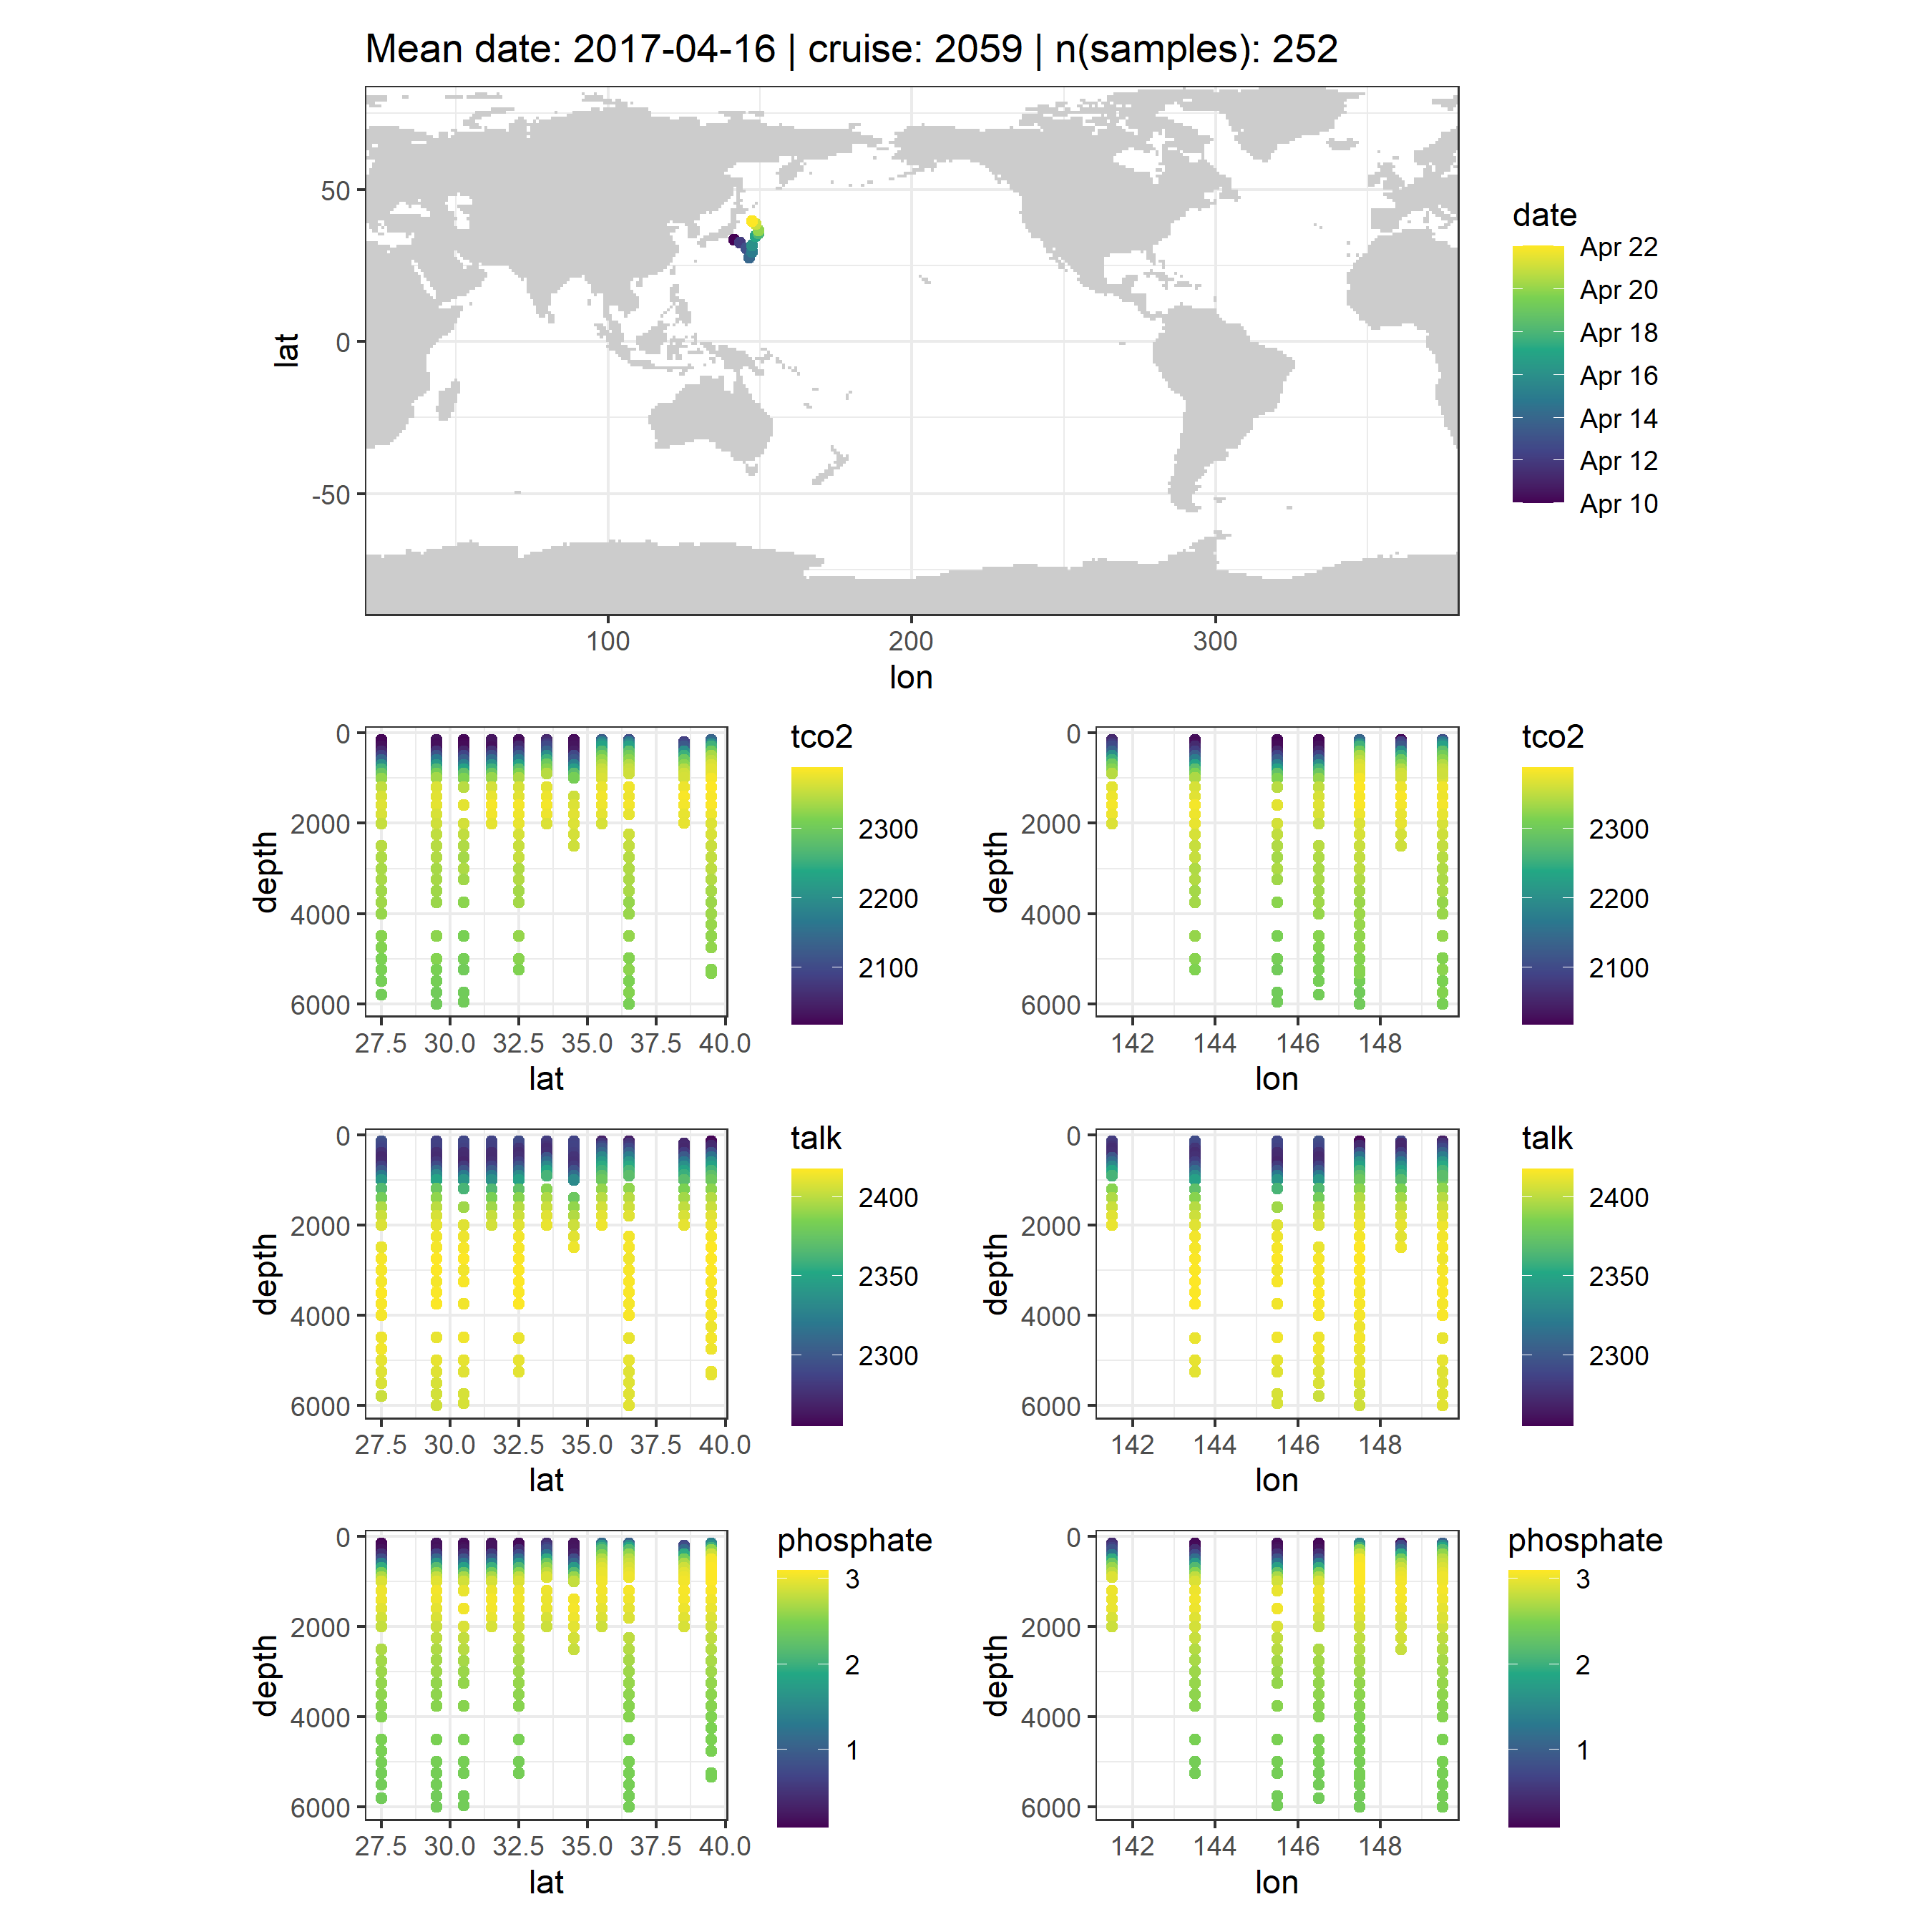 Mean date: 2017-04-16 | cruise: 2059 | n(samples): 252
50
0
-50
lat
100 200 300
lon
date
Apr 22
Apr 20
Apr 18
Apr 16
Apr 14
Apr 12
Apr 10
0
2000
4000
6000
depth
27.5 30.0 32.5 35.0 37.5 40.0
lat
tco2
2300
2200
2100
0
2000
4000
6000
depth
142 144 146 148
lon
tco2
2300
2200
2100
0
2000
4000
6000
depth
27.5 30.0 32.5 35.0 37.5 40.0
lat
talk
2400
2350
2300
0
2000
4000
6000
depth
142 144 146 148
lon
talk
2400
2350
2300
0
2000
4000
6000
depth
27.5 30.0 32.5 35.0 37.5 40.0
lat
phosphate
3
2
1
0
2000
4000
6000
depth
142 144 146 148
lon
phosphate
3
2
1